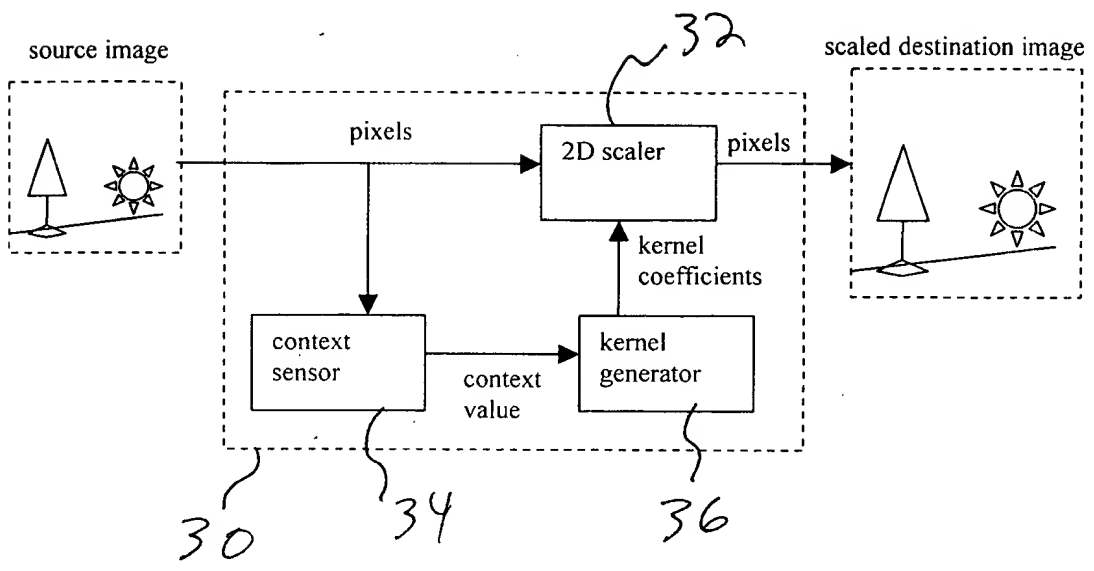 32
source image
scaled destination image
pixels
2D scaler
pixels
kernel
coefficients
context
sensor
kernel
generator
context
value
30
34
36